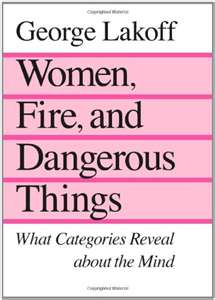 George Lakoff
Women,
Fire, and
Dangerous
Things
What Categories Reveal
about the Mind